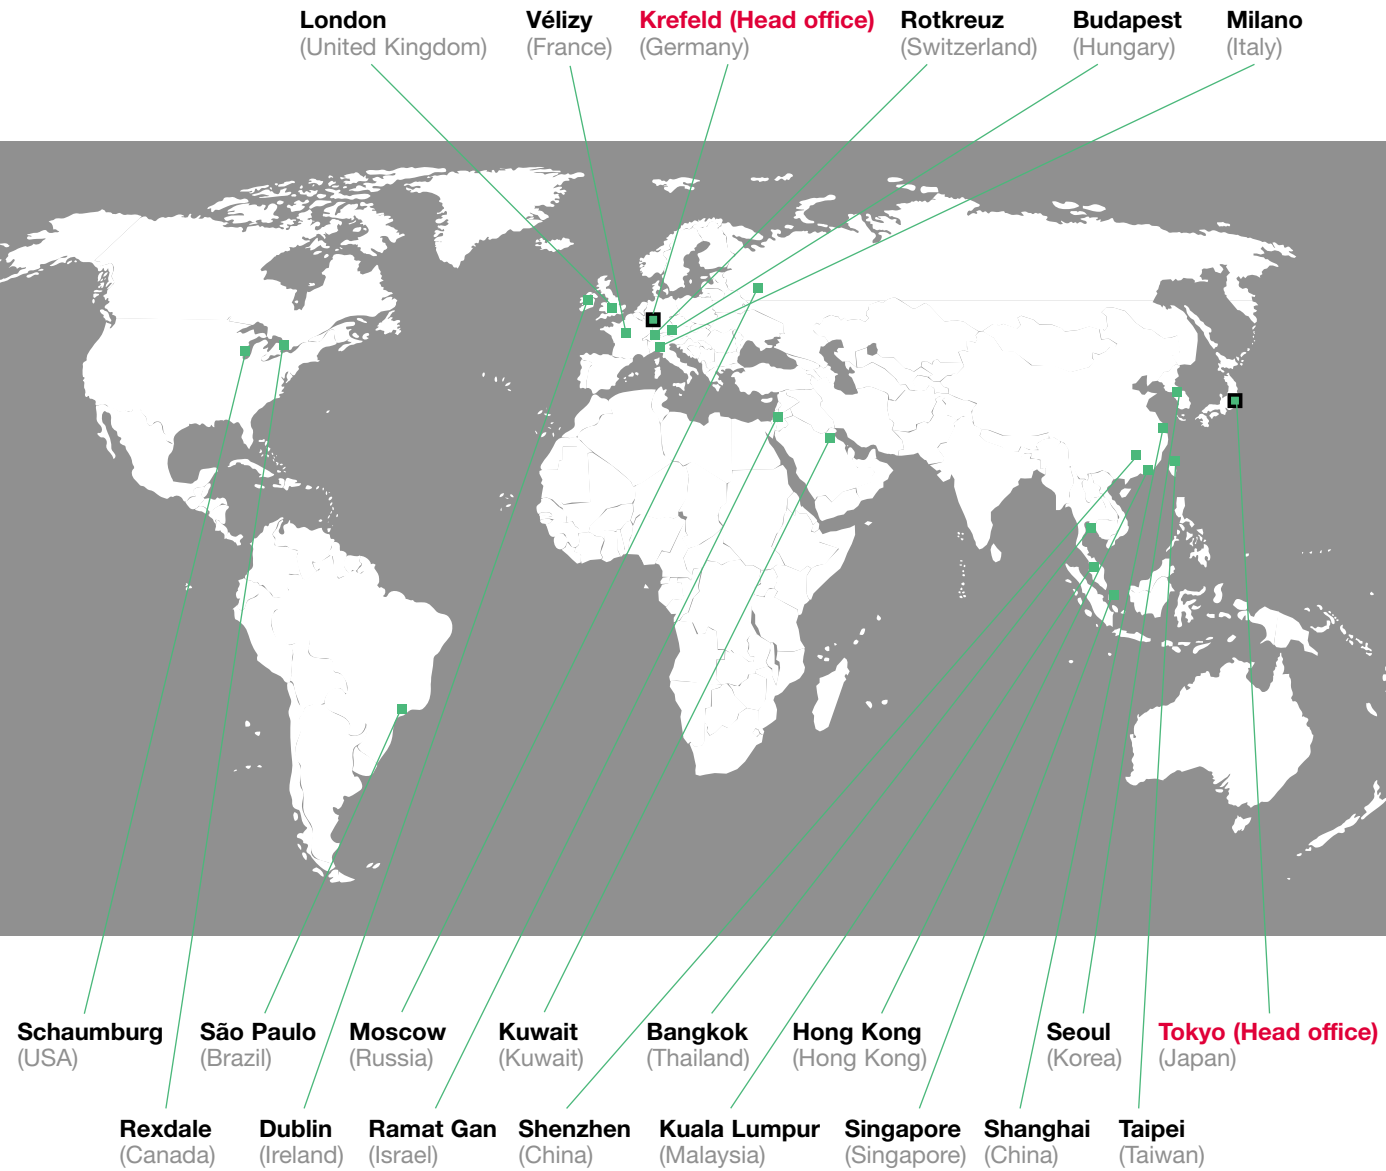 London
(United Kingdom)
Vélizy
(France)
Krefeld (Head office)
(Germany)
Rotkreuz
(Switzerland)
Budapest
(Hungary)
Milano
(Italy)
Schaumburg
(USA)
São Paulo
(Brazil)
Moscow
(Russia)
Kuwait
(Kuwait)
Bangkok
(Thailand)
Hong Kong
(Hong Kong)
Seoul
(Korea)
Tokyo (Head office)
(Japan)
Rexdale
(Canada)
Dublin
(Ireland)
Ramat Gan
(Israel)
Shenzhen
(China)
Kuala Lumpur
(Malaysia)
Singapore
(Singapore)
Shanghai
(China)
Taipei
(Taiwan)